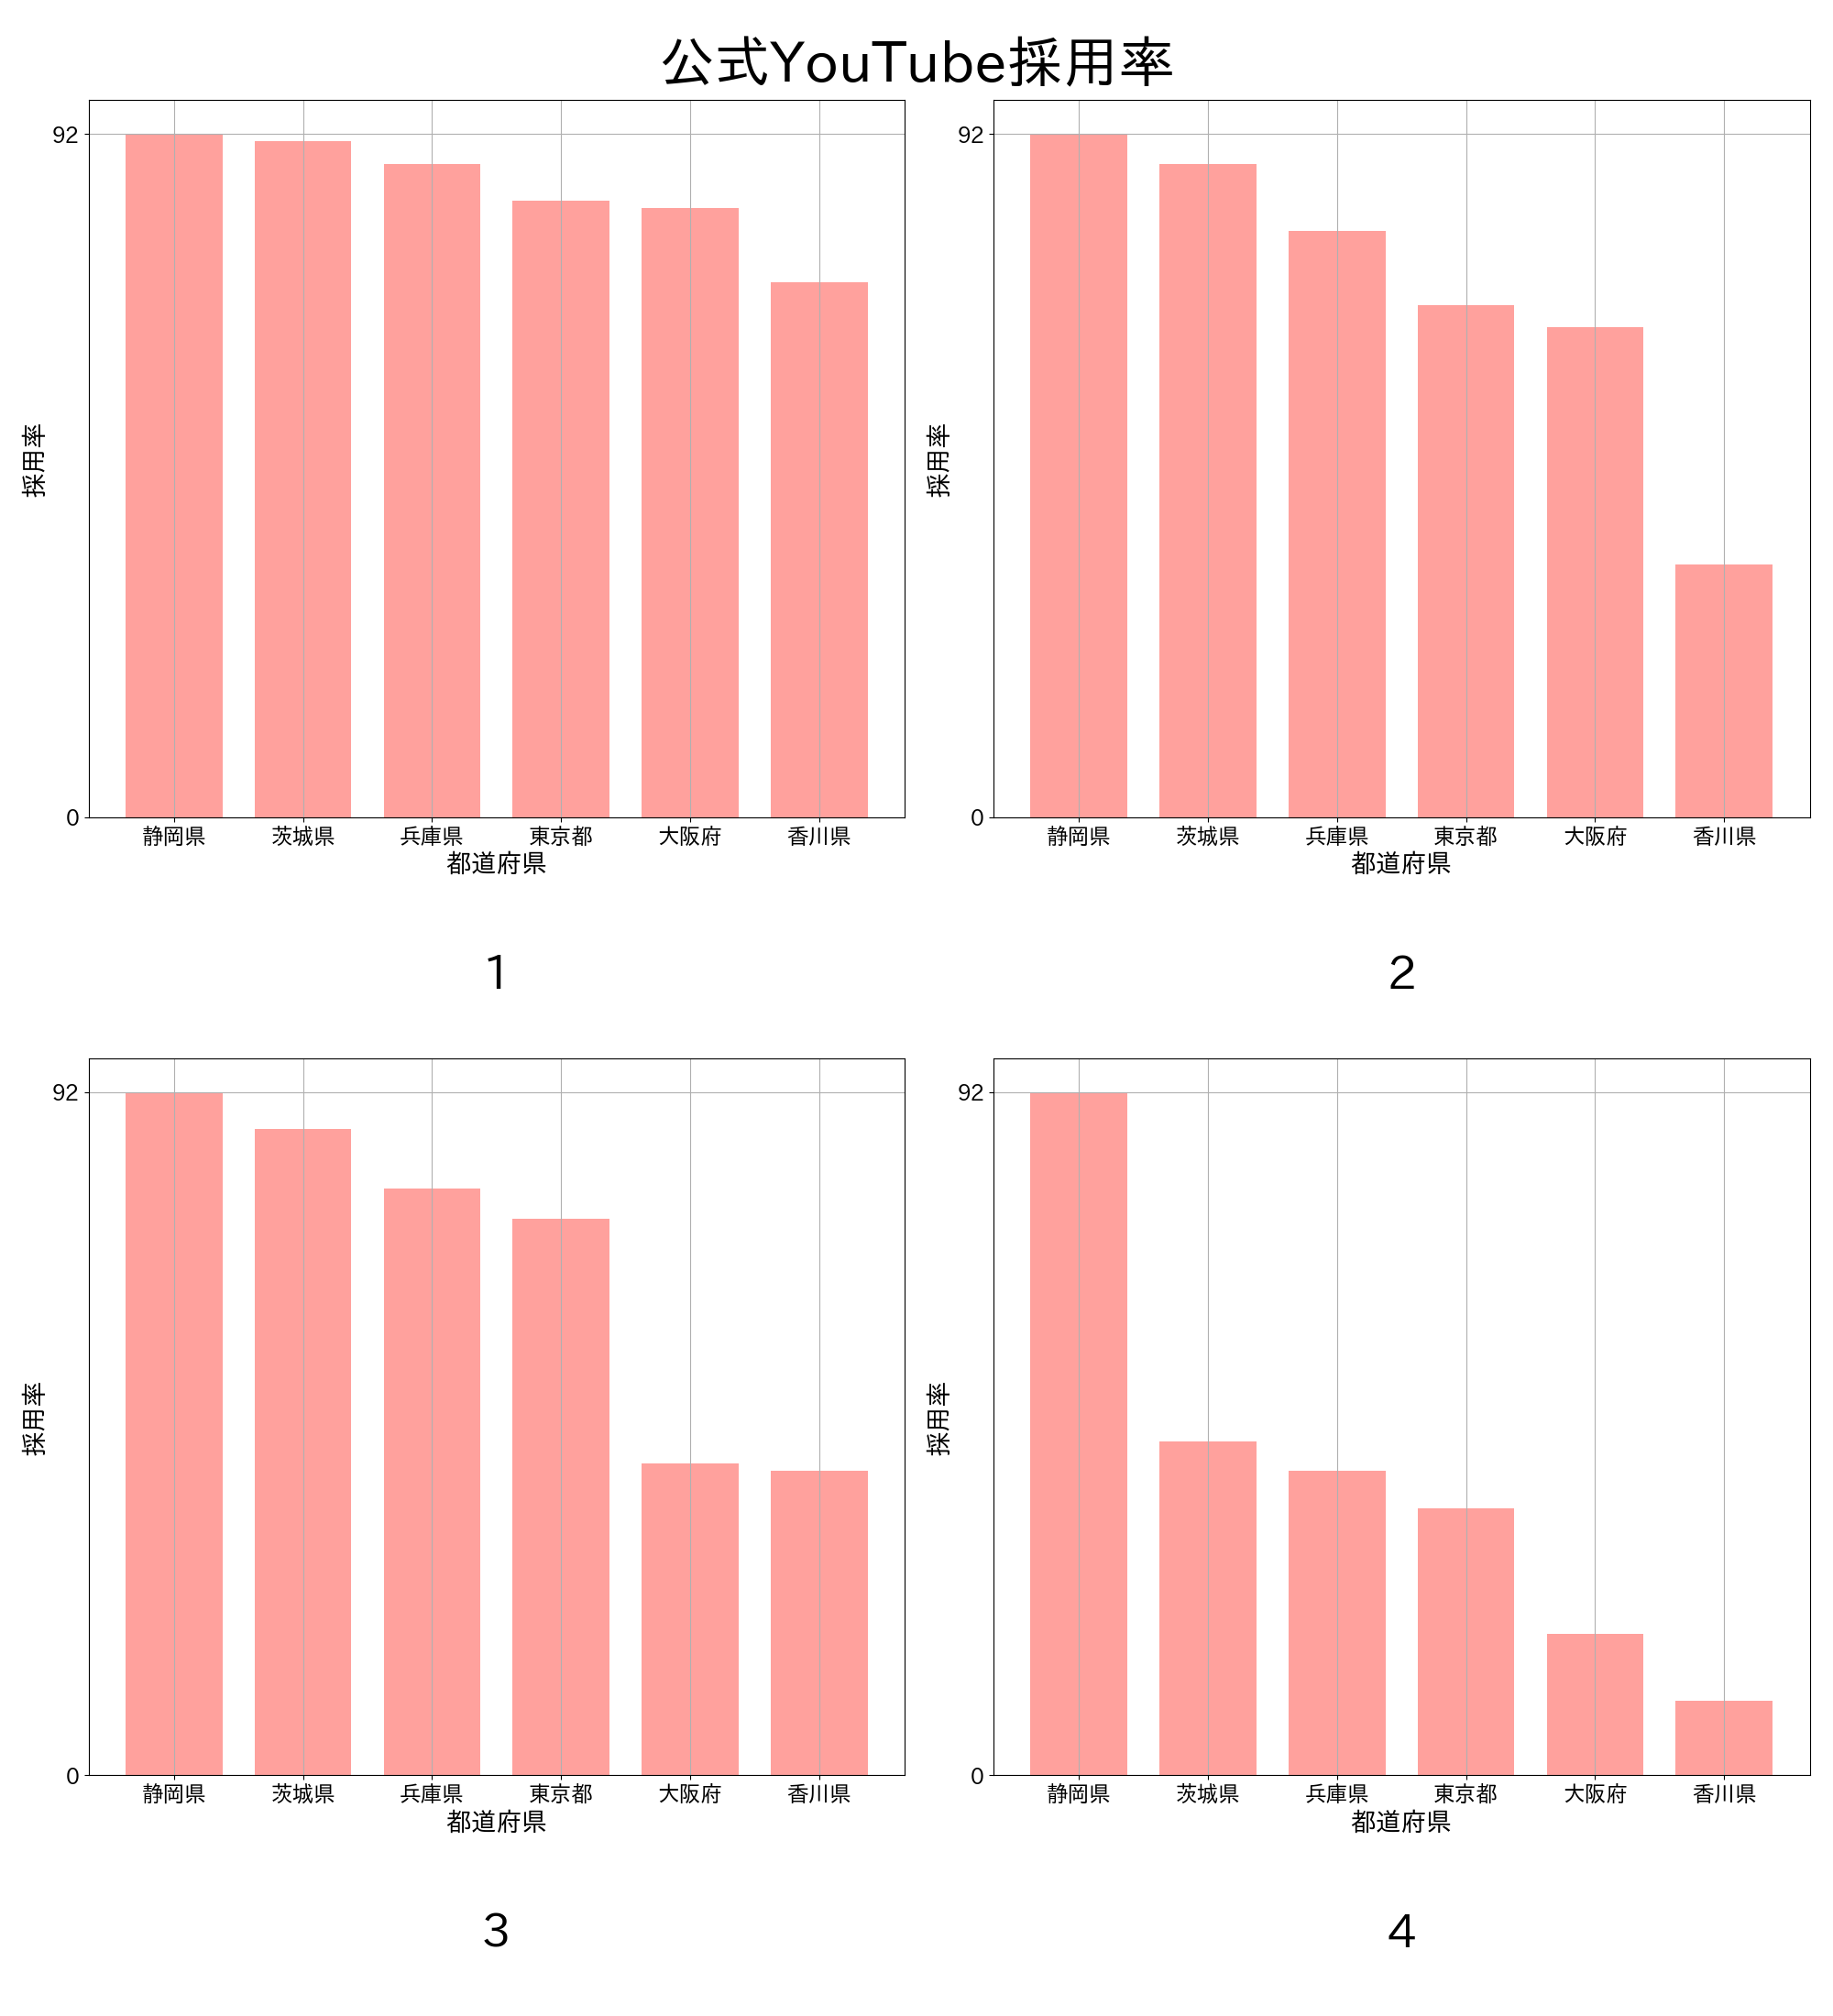 公式YouTube採用率
92
0
採用率
静岡県 茨城県 兵庫県 東京都 大阪府 香川県
都道府県
1
92
0
採用率
静岡県 茨城県 兵庫県 東京都 大阪府 香川県
都道府県
2
92
0
採用率
静岡県 茨城県 兵庫県 東京都 大阪府 香川県
都道府県
3
92
0
採用率
静岡県 茨城県 兵庫県 東京都 大阪府 香川県
都道府県
4